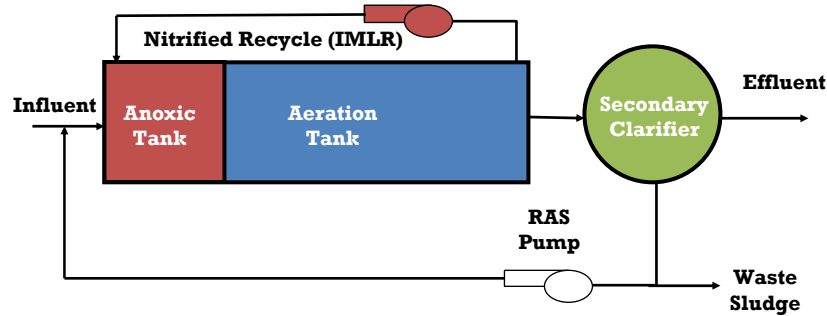 Nitrified Recycle (IMLR)
Influent
Anoxic
Tank
Aeration
Tank
Secondary
Clarifier
Effluent
RAS
Pump
Waste
Sludge